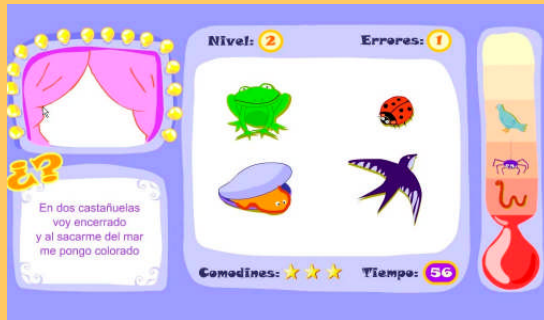 Nivel: 2
Errores: 1
¿?
En dos castañuelas
voy encerrado
y al sacarme del mar
me pongo colorado
Comodines:
Tiempo: 56